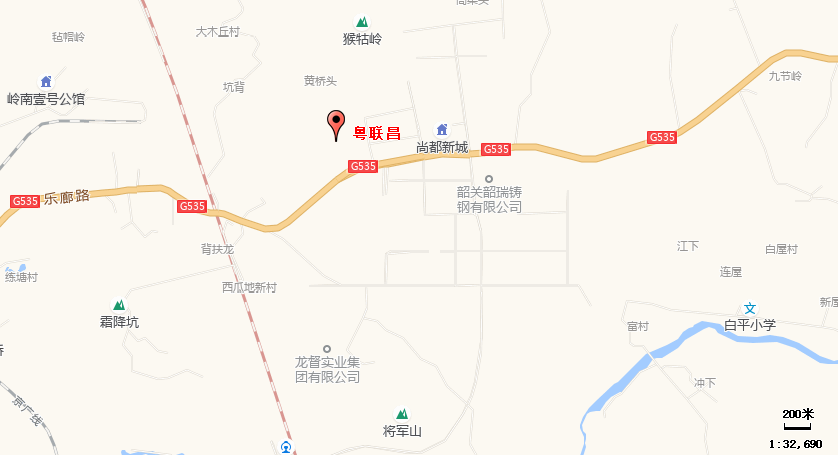 毡帽岭
大木丘村
猴牯岭
九节岭
岭南壹号公馆
坑背
黄桥头
粤联昌
尚都新城
G535
G535
G535
G535
G535
乐廊路
韶关韶瑞铸
钢有限公司
背扶龙
江下
白屋村
连屋
练塘村
西瓜地新村
霜降坑
富村
白平小学
文
新屋
龙督实业集
团有限公司
冲下
京广线
将军山
200米
1:32,690